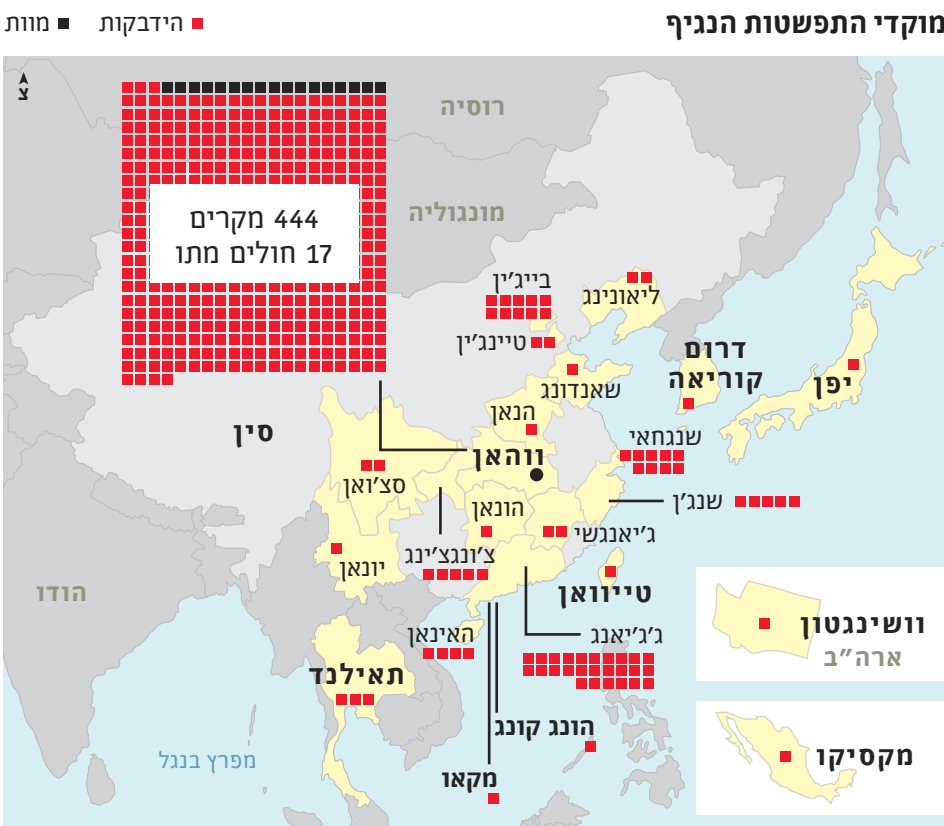 מוקדי התפשטות הנגיף
הידבקות
מוות
צ
רוסיה
444 מקרים
17 חולים מתו
מונגוליה
בייג'ין
ליאונינג
טיינג'ין
דרום
קוריאה
יפן
שאנדונג
הנאן
סין
שנגחאי
ווהאן
סצ'ואן
הונאן
שנג'ן
ג'יאנגשי
צ'ונגצ'ינג
יונאן
הודו
טייוואן
וושינגטון
ארה"ב
ג'ג'יאנג
האינאן
תאילנד
הונג קונג
מפרץ בנגל
מקאו
מקסיקו